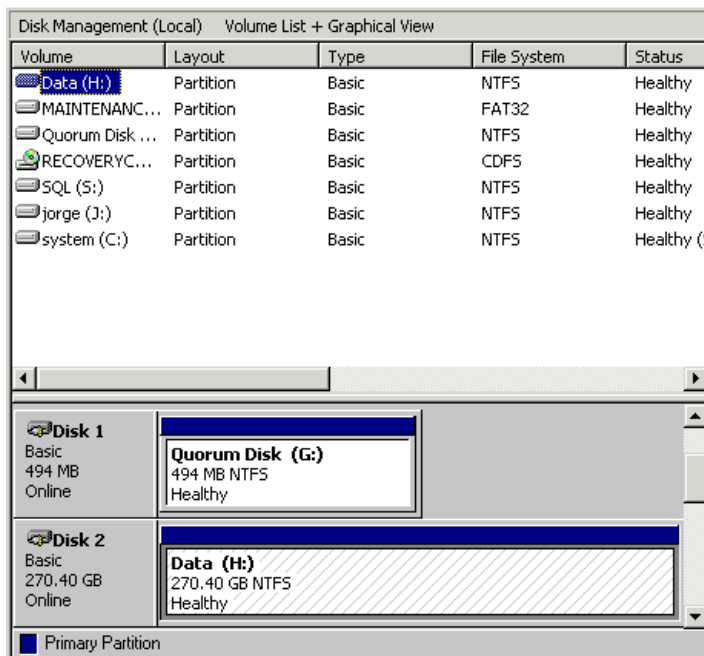 Disk Management (Local) Volume List + Graphical View
Volume Layout Type File System Status
Data (H:) Partition Basic NTFS Healthy
MAINTENANC... Partition Basic FAT32 Healthy
Quorum Disk ... Partition Basic NTFS Healthy
RECOVERYC... Partition Basic CDFS Healthy
SQL (S:) Partition Basic NTFS Healthy
jorge (J:) Partition Basic NTFS Healthy
system (C:) Partition Basic NTFS Healthy (
Disk 1
Basic
494 MB
Online
Quorum Disk (G:)
494 MB NTFS
Healthy
Disk 2
Basic
270.40 GB
Online
Data (H:)
270.40 GB NTFS
Healthy
Primary Partition